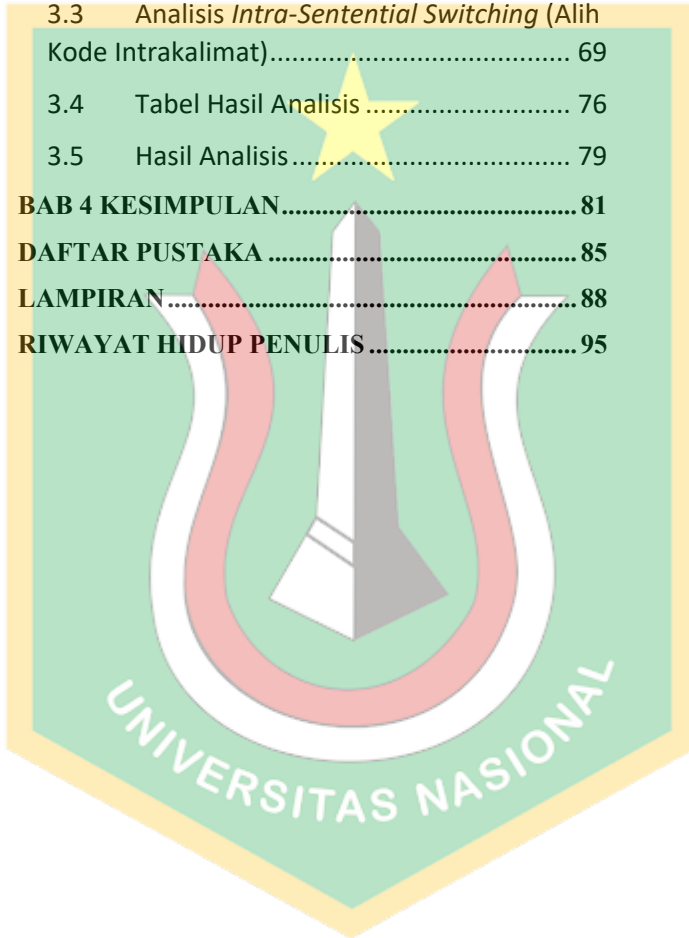 3.3 Analisis Intra-Sentential Switching (Alih
Kode Intrakalimat)..................................... 69
3.4 Tabel Hasil Analisis ......................... 76
3.5 Hasil Analisis.................................. 79
BAB 4 KESIMPULAN..................................... 81
DAFTAR PUSTAKA ...................................... 85
LAMPIRAN.................................................. 88
RIWAYAT HIDUP PENULIS .......................... 95
UNIVERSITAS NASIONAL